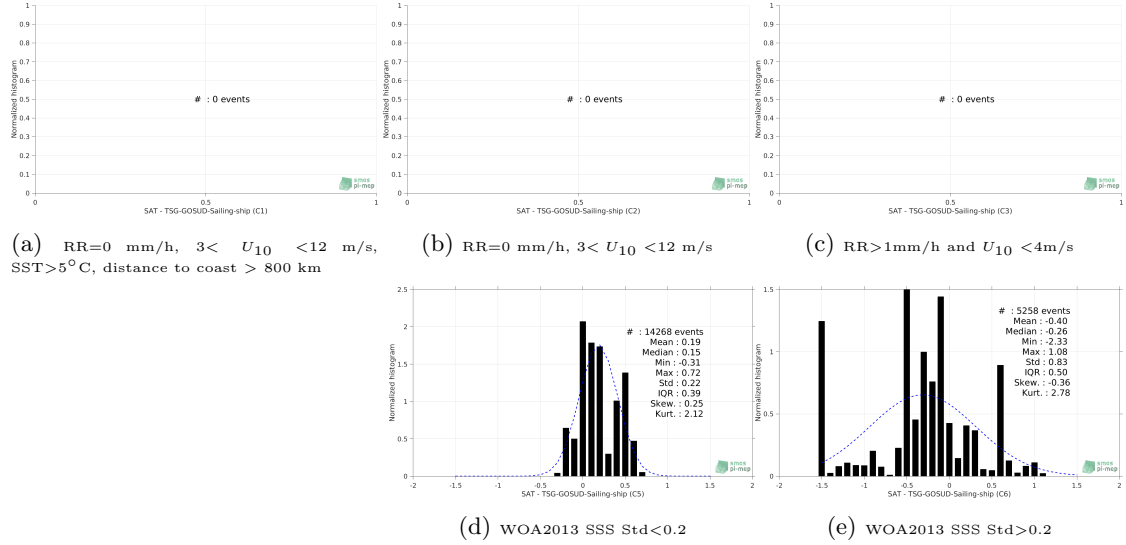 1
0.9
0.8
0.7
0.6
0.5
0.4
0.3
0.2
0.1
0
Normalized histogram
# : 0 events
smos
pi-mep
0 0.5 1
SAT - TSG-GOSUD-Sailing-ship (C1)
(a) RR=0 mm/h, 3< U10 <12 m/s,
SST>5°C, distance to coast > 800 km
1
0.9
0.8
0.7
0.6
0.5
0.4
0.3
0.2
0.1
0
Normalized histogram
# : 0 events
smos
pi-mep
0 0.5 1
SAT - TSG-GOSUD-Sailing-ship (C2)
(b) RR=0 mm/h, 3< U10 <12 m/s
1
0.9
0.8
0.7
0.6
0.5
0.4
0.3
0.2
0.1
0
Normalized histogram
# : 0 events
smos
pi-mep
0 0.5 1
SAT - TSG-GOSUD-Sailing-ship (C3)
(c) RR>1mm/h and U10 <4m/s
2.5
2
1.5
1
0.5
0
Normalized histogram
# : 14268 events
Mean : 0.19
Median : 0.15
Min : -0.31
Max : 0.72
Std : 0.22
IQR : 0.39
Skew. : 0.25
Kurt. : 2.12
smos
pi-mep
-2 -1.5 -1 -0.5 0 0.5 1 1.5 2
SAT - TSG-GOSUD-Sailing-ship (C5)
(d) WOA2013 SSS Std<0.2
1.5
1
0.5
0
Normalized histogram
# : 5258 events
Mean : -0.40
Median : -0.26
Min : -2.33
Max : 1.08
Std : 0.83
IQR : 0.50
Skew. : -0.36
Kurt. : 2.78
smos
pi-mep
-2 -1.5 -1 -0.5 0 0.5 1 1.5 2
SAT - TSG-GOSUD-Sailing-ship (C6)
(e) WOA2013 SSS Std>0.2